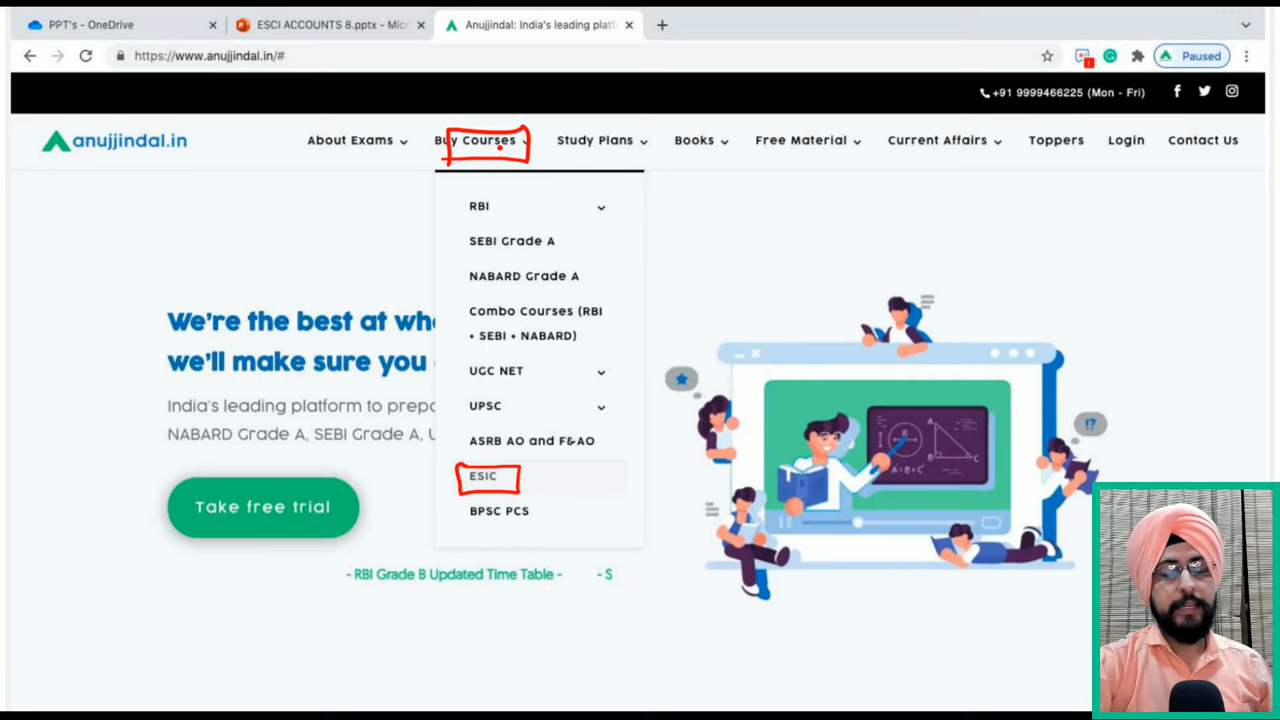 PPT's - OneDrive
ESCI ACCOUNTS 8.pptx - Mic
Anujjindal: India's leading platf
https://www.anujjindal.in/#
Paused
+91 9999466225 (Mon - Fri)
anujjindal.in
About Exams
Buy Courses
Study Plans
Books
Free Material
Current Affairs
Toppers
Login
Contact Us
RBI
SEBI Grade A
NABARD Grade A
Combo Courses (RBI
+ SEBI + NABARD)
UGC NET
UPSC
ASRB AO and F&AO
ESIC
BPSC PCS
We're the best at wh
we'll make sure you
India's leading platform to prep
NABARD Grade A, SEBI Grade A, U
Take free trial
- RBI Grade B Updated Time Table - - S
!?
A
B
C